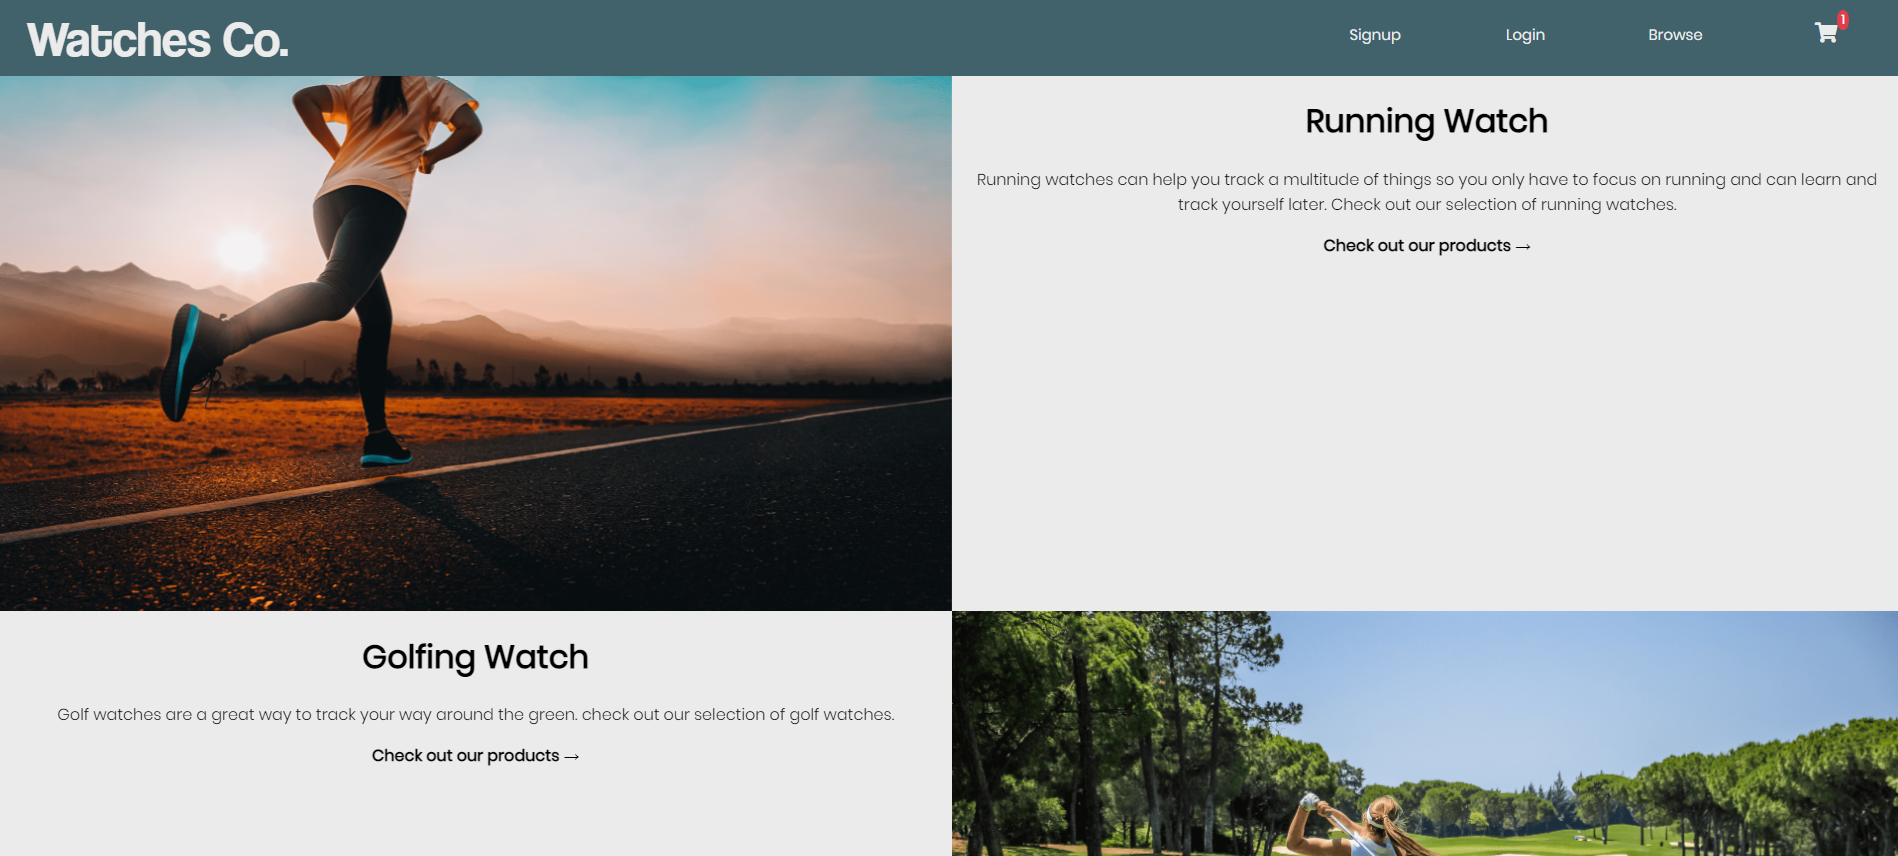 Watches Co.
Signup
Login
Browse
1
Running Watch
Running watches can help you track a multitude of things so you only have to focus on running and can learn and
track yourself later. Check out our selection of running watches.
Check out our products →
Golfing Watch
Golf watches are a great way to track your way around the green. check out our selection of golf watches.
Check out our products →